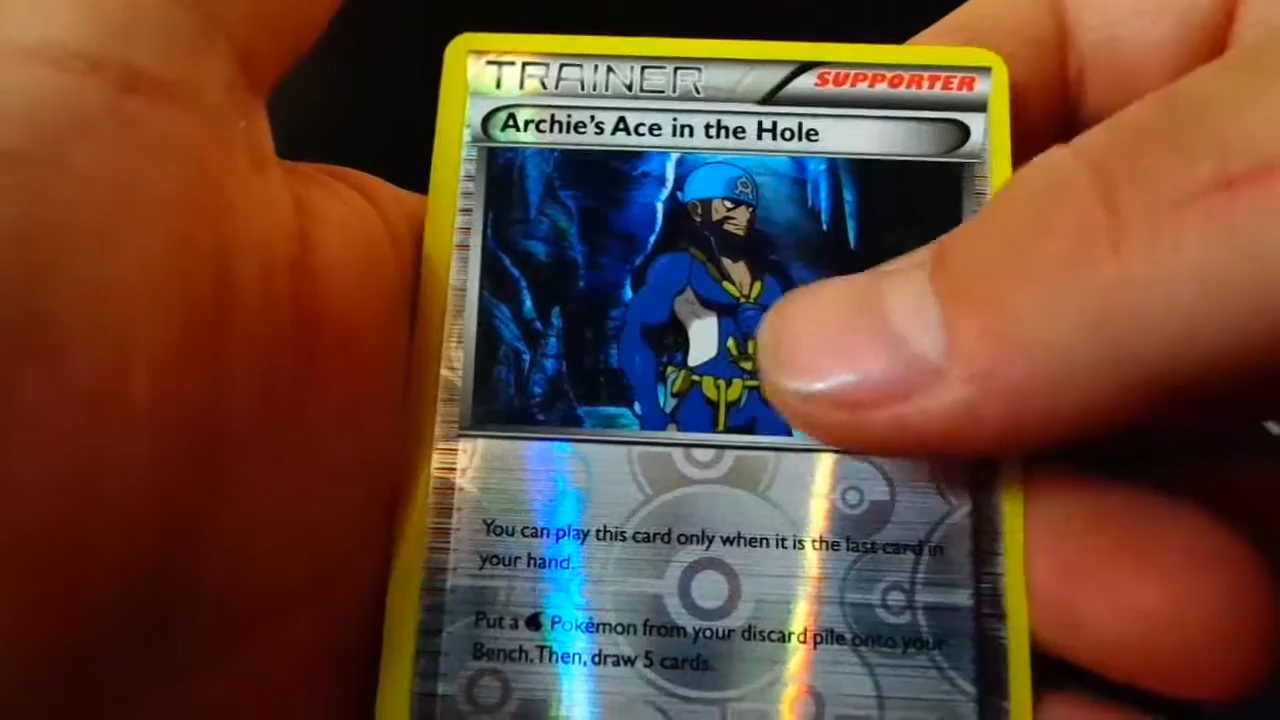 TRAINER SUPPORTER
Archie's Ace in the Hole
You can play this card only when it is the last card in
your hand.
Put a Pokémon from your discard pile onto your
Bench. Then, draw 5 cards.